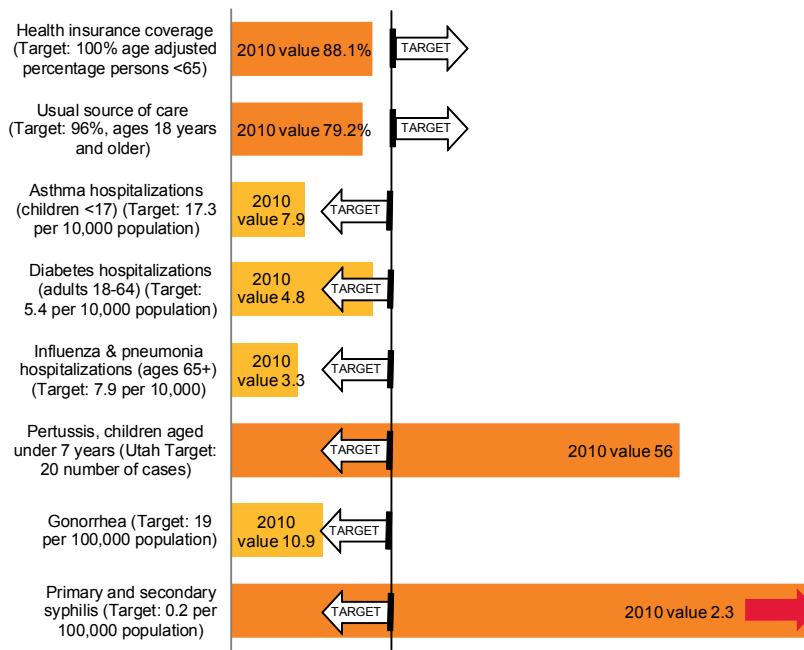 Health insurance coverage
(Target: 100% age adjusted
percentage persons <65)
2010 value 88.1%
TARGET
Usual source of care
(Target: 96%, ages 18 years
and older)
2010 value 79.2%
TARGET
Asthma hospitalizations
(children <17) (Target: 17.3
per 10,000 population)
2010
value 7.9
TARGET
Diabetes hospitalizations
(adults 18-64) (Target:
5.4 per 10,000 population)
2010
value 4.8
TARGET
Influenza & pneumonia
hospitalizations (ages 65+)
(Target: 7.9 per 10,000)
2010
value 3.3
TARGET
Pertussis, children aged
under 7 years (Utah Target:
20 number of cases)
TARGET
2010 value 56
Gonorrhea (Target: 19
per 100,000 population)
2010
value 10.9
TARGET
Primary and secondary
syphilis (Target: 0.2 per
100,000 population)
TARGET
2010 value 2.3